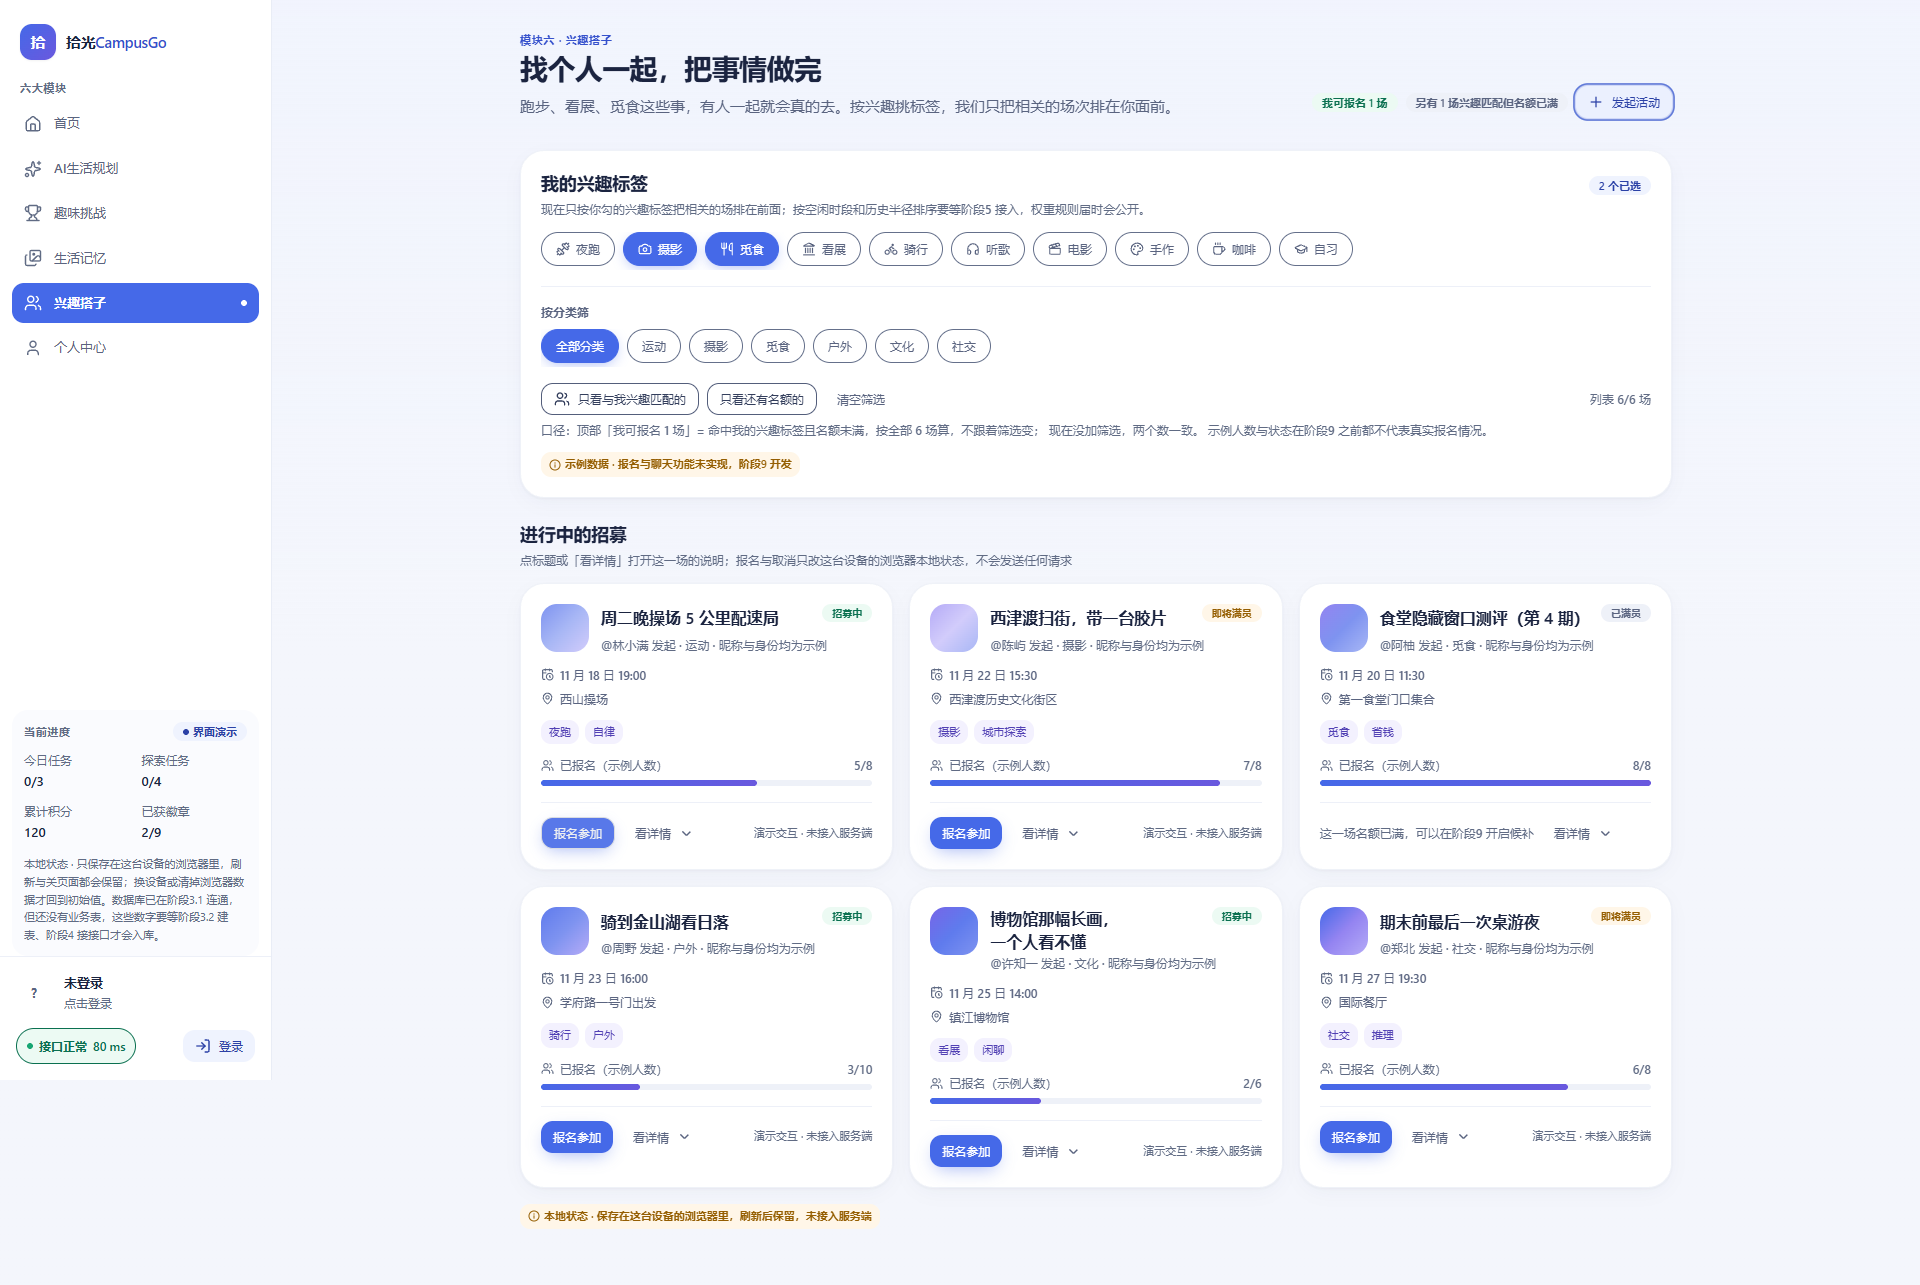 拾 拾光CampusGo
六大模块
首页
AI生活规划
趣味挑战
生活记忆
兴趣搭子
个人中心
当前进度 界面演示
今日任务 探索任务
0/3 0/4
累计积分 已获徽章
120 2/9
本地状态 · 只保存在这台设备的浏览器里，刷
新与关页面都会保留；换设备或清掉浏览器数
据才回到初始值。数据库已在阶段3.1 连通，
但还没有业务表，这些数字要等阶段3.2 建
表、阶段4 接接口才会入库。
? 未登录
点击登录
接口正常 80 ms 登录
模块六 · 兴趣搭子
找个人一起，把事情做完
跑步、看展、觅食这些事，有人一起就会真的去。按兴趣挑标签，我们只把相关的场次排在你面前。
我可报名 1 场 另有 1 场兴趣匹配但名额已满 发起活动
我的兴趣标签 2 个已选
现在只按你勾的兴趣标签把相关的场排在前面；按空闲时段和历史半径排序要等阶段5 接入，权重规则届时会公开。
夜跑 摄影 觅食 看展 骑行 听歌 电影 手作 咖啡 自习
按分类筛
全部分类 运动 摄影 觅食 户外 文化 社交
只看与我兴趣匹配的 只看还有名额的 清空筛选 列表 6/6 场
口径：顶部「我可报名 1 场」= 命中我的兴趣标签且名额未满，按全部 6 场算，不跟着筛选变； 现在没加筛选，两个数一致。 示例人数与状态在阶段9 之前都不代表真实报名情况。
示例数据 · 报名与聊天功能未实现，阶段9 开发
进行中的招募
点标题或「看详情」打开这一场的说明；报名与取消只改这台设备的浏览器本地状态，不会发送任何请求
周二晚操场 5 公里配速局 招募中
@林小满 发起 · 运动 · 昵称与身份均为示例
11 月 18 日 19:00
西山操场
夜跑 自律
已报名（示例人数） 5/8
报名参加 看详情 演示交互 · 未接入服务端
西津渡扫街，带一台胶片 即将满员
@陈屿 发起 · 摄影 · 昵称与身份均为示例
11 月 22 日 15:30
西津渡历史文化街区
摄影 城市探索
已报名（示例人数） 7/8
报名参加 看详情 演示交互 · 未接入服务端
食堂隐藏窗口测评（第 4 期） 已满员
@阿柚 发起 · 觅食 · 昵称与身份均为示例
11 月 20 日 11:30
第一食堂门口集合
觅食 省钱
已报名（示例人数） 8/8
这一场名额已满，可以在阶段9 开启候补 看详情
骑到金山湖看日落 招募中
@周野 发起 · 户外 · 昵称与身份均为示例
11 月 23 日 16:00
学府路一号门出发
骑行 户外
已报名（示例人数） 3/10
报名参加 看详情 演示交互 · 未接入服务端
博物馆那幅长画， 招募中
一个人看不懂
@许知一 发起 · 文化 · 昵称与身份均为示例
11 月 25 日 14:00
镇江博物馆
看展 闲聊
已报名（示例人数） 2/6
报名参加 看详情 演示交互 · 未接入服务端
期末前最后一次桌游夜 即将满员
@郑北 发起 · 社交 · 昵称与身份均为示例
11 月 27 日 19:30
国际餐厅
社交 推理
已报名（示例人数） 6/8
报名参加 看详情 演示交互 · 未接入服务端
本地状态 · 保存在这台设备的浏览器里，刷新后保留，未接入服务端